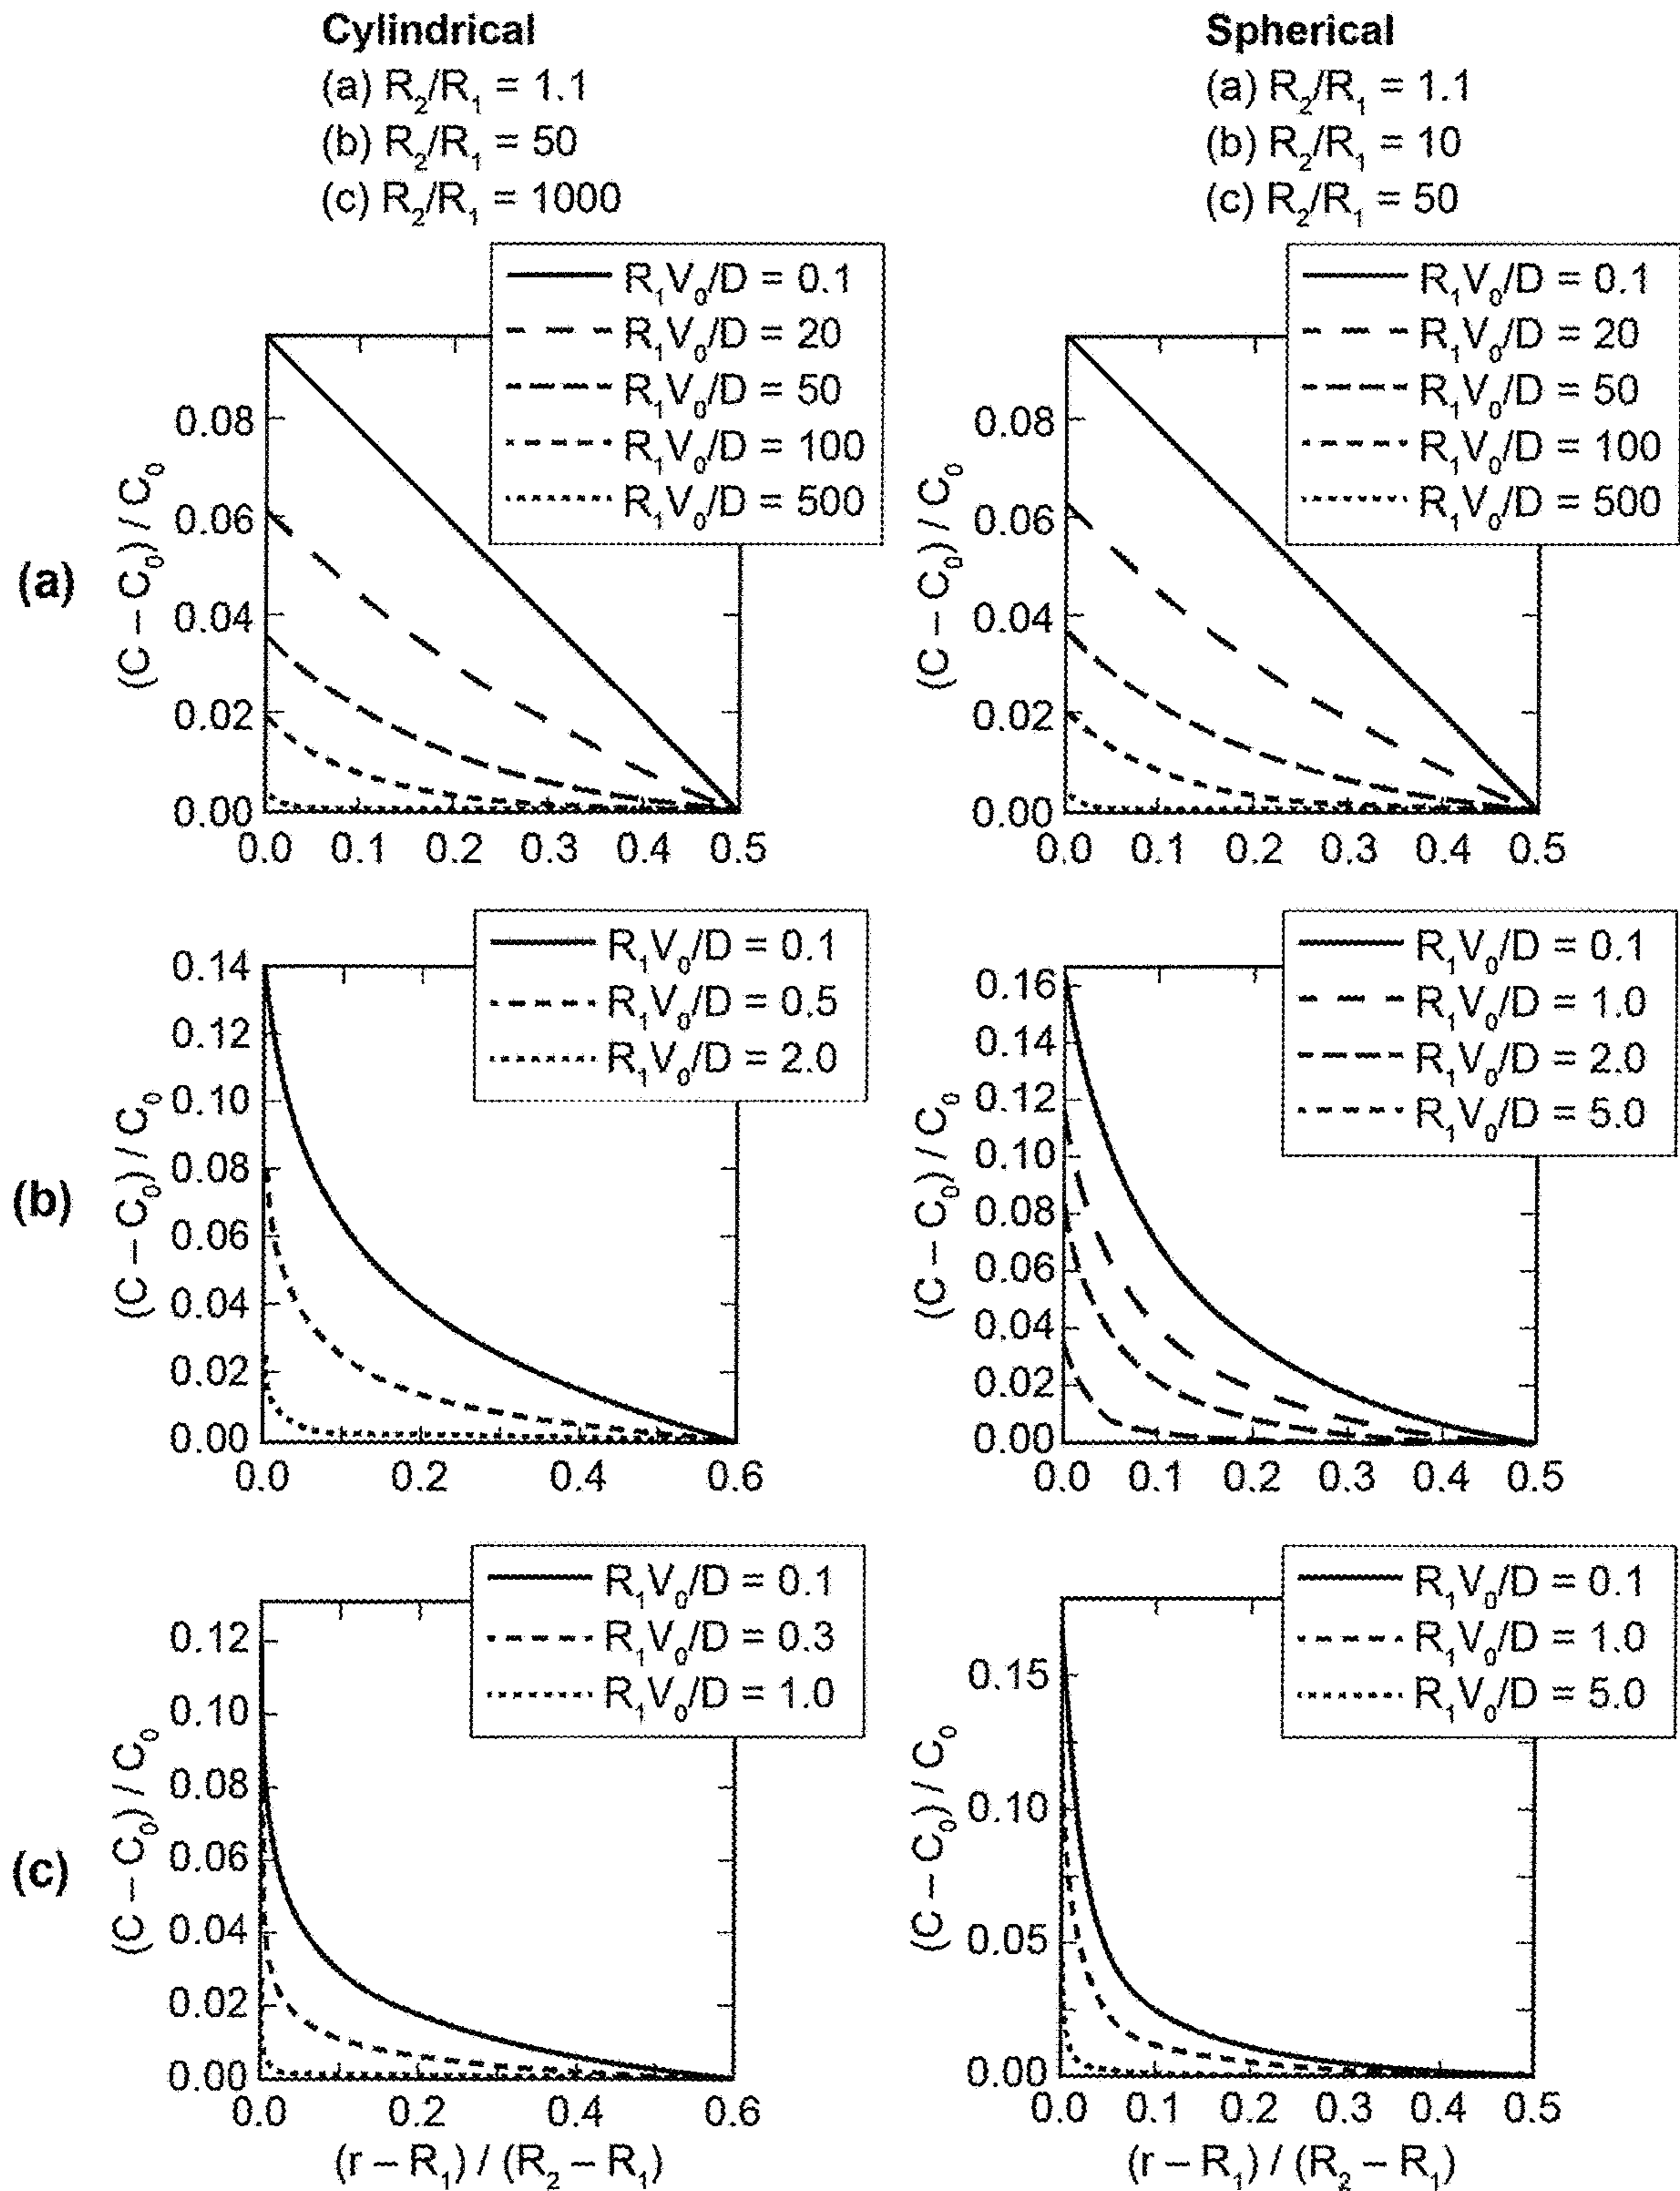 Cylindrical
(a) R₂/R₁ = 1.1
(b) R₂/R₁ = 50
(c) R₂/R₁ = 1000
Spherical
(a) R₂/R₁ = 1.1
(b) R₂/R₁ = 10
(c) R₂/R₁ = 50
(a)
R₁V₀/D = 0.1
R₁V₀/D = 20
R₁V₀/D = 50
R₁V₀/D = 100
R₁V₀/D = 500
(C – C₀) / C₀
0.08
0.06
0.04
0.02
0.00
0.0 0.1 0.2 0.3 0.4 0.5
R₁V₀/D = 0.1
R₁V₀/D = 20
R₁V₀/D = 50
R₁V₀/D = 100
R₁V₀/D = 500
(C – C₀) / C₀
0.08
0.06
0.04
0.02
0.00
0.0 0.1 0.2 0.3 0.4 0.5
(b)
R₁V₀/D = 0.1
R₁V₀/D = 0.5
R₁V₀/D = 2.0
(C – C₀) / C₀
0.14
0.12
0.10
0.08
0.06
0.04
0.02
0.00
0.0 0.2 0.4 0.6
R₁V₀/D = 0.1
R₁V₀/D = 1.0
R₁V₀/D = 2.0
R₁V₀/D = 5.0
(C – C₀) / C₀
0.16
0.14
0.12
0.10
0.08
0.06
0.04
0.02
0.00
0.0 0.1 0.2 0.3 0.4 0.5
(c)
R₁V₀/D = 0.1
R₁V₀/D = 0.3
R₁V₀/D = 1.0
(C – C₀) / C₀
0.12
0.10
0.08
0.06
0.04
0.02
0.00
0.0 0.2 0.4 0.6
(r – R₁) / (R₂ – R₁)
R₁V₀/D = 0.1
R₁V₀/D = 1.0
R₁V₀/D = 5.0
(C – C₀) / C₀
0.15
0.10
0.05
0.00
0.0 0.1 0.2 0.3 0.4 0.5
(r – R₁) / (R₂ – R₁)